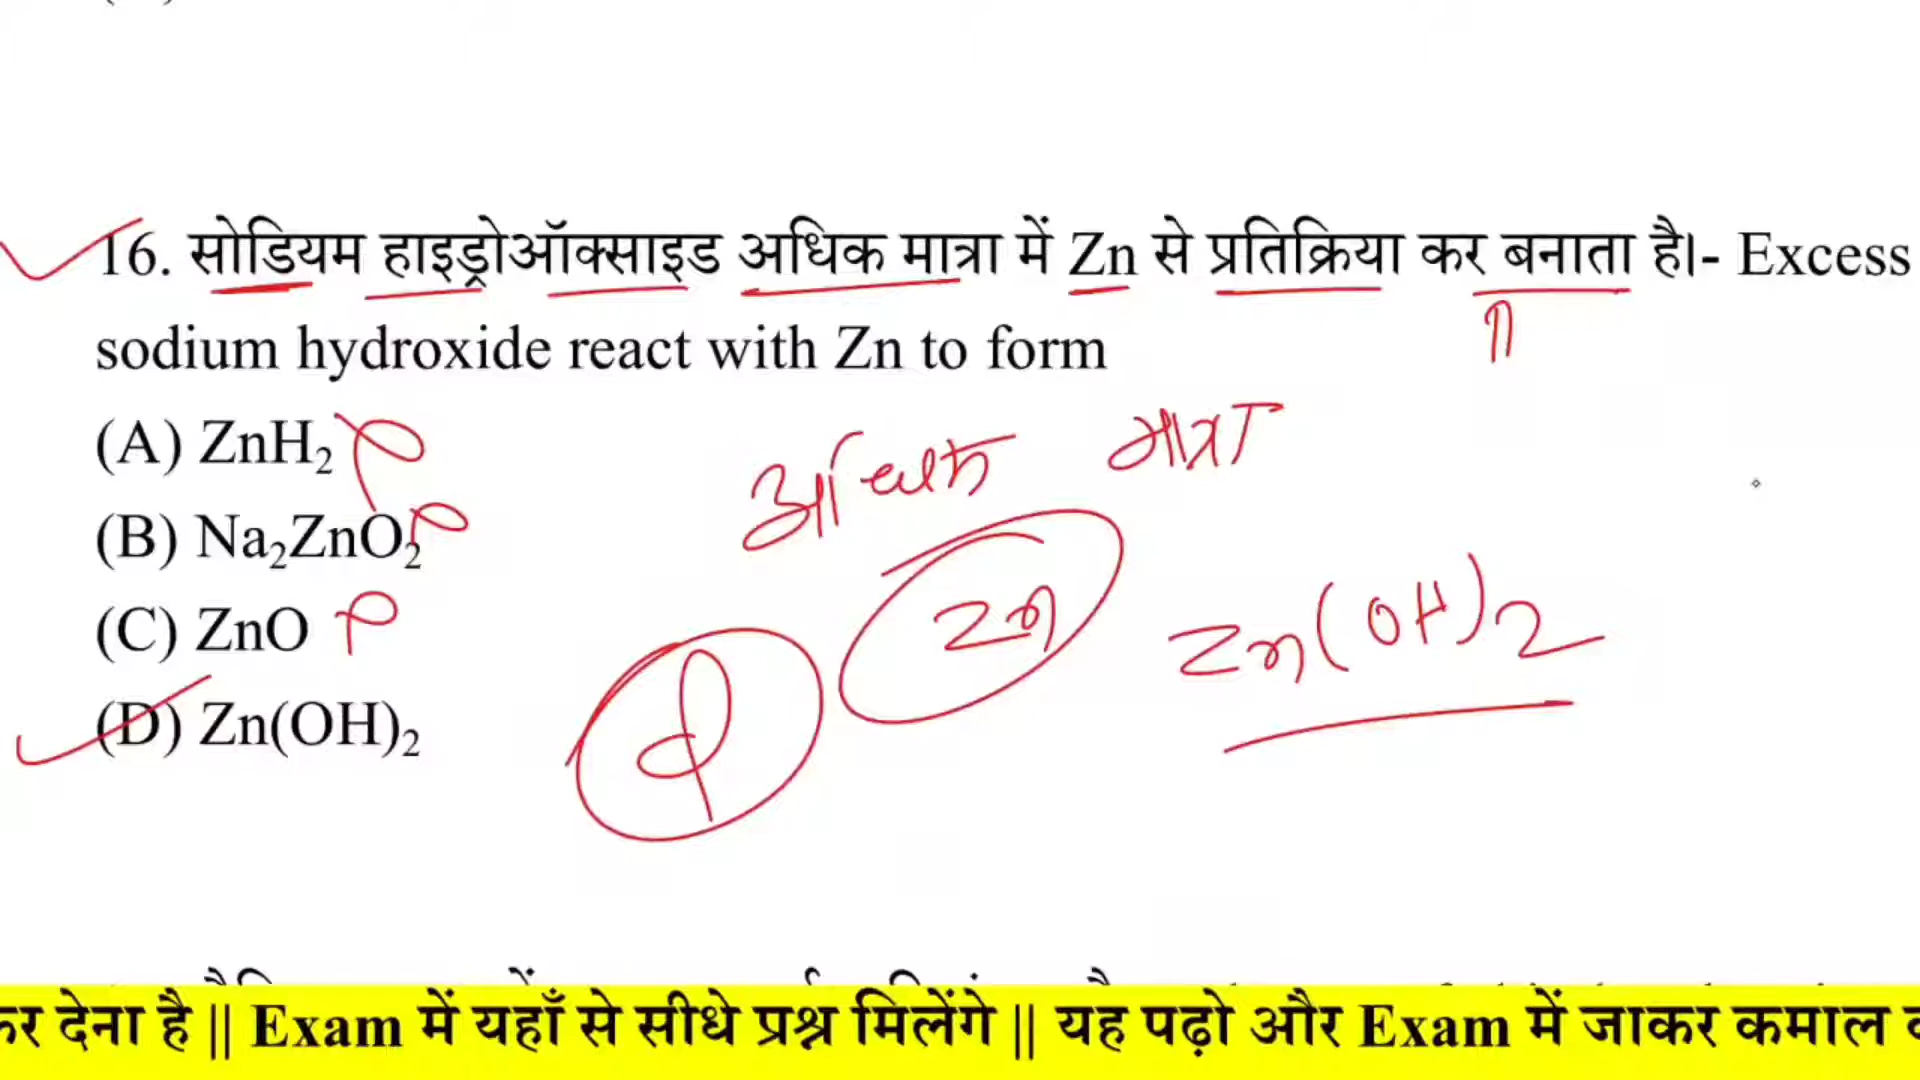 16. सोडियम हाइड्रोऑक्साइड अधिक मात्रा में Zn से प्रतिक्रिया कर बनाता है।- Excess
sodium hydroxide react with Zn to form
(A) ZnH₂
(B) Na₂ZnO₂
(C) ZnO
(D) Zn(OH)₂
अधिक मात्रा
Zn
Zn(OH)₂
कर देना है || Exam में यहाँ से सीधे प्रश्न मिलेंगे || यह पढ़ो और Exam में जाकर कमाल